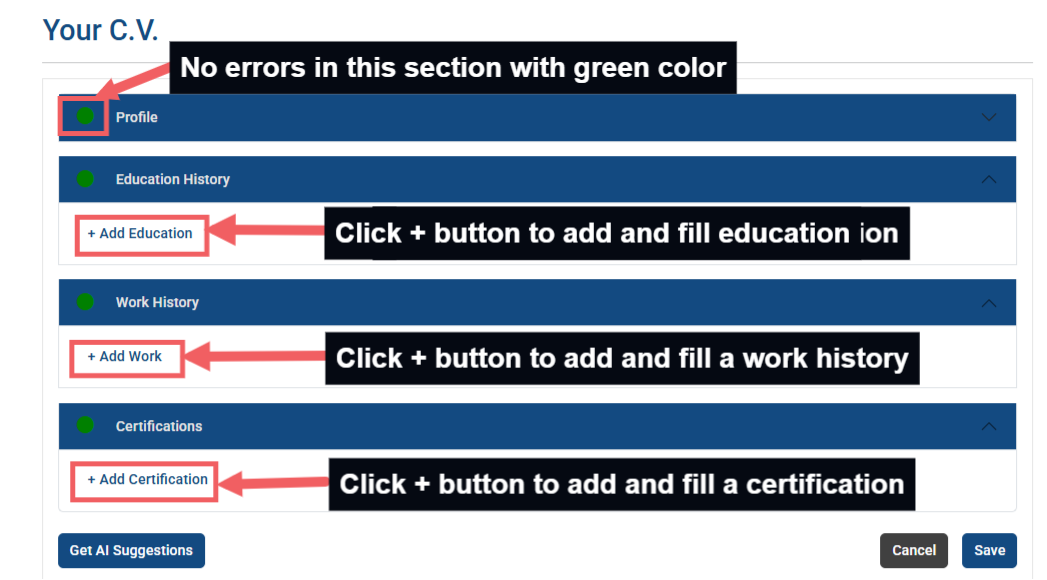 Your C.V.
No errors in this section with green color
Profile
Education History
+ Add Education
Click + button to add and fill education ion
Work History
+ Add Work
Click + button to add and fill a work history
Certifications
+ Add Certification
Click + button to add and fill a certification
Get AI Suggestions
Cancel
Save